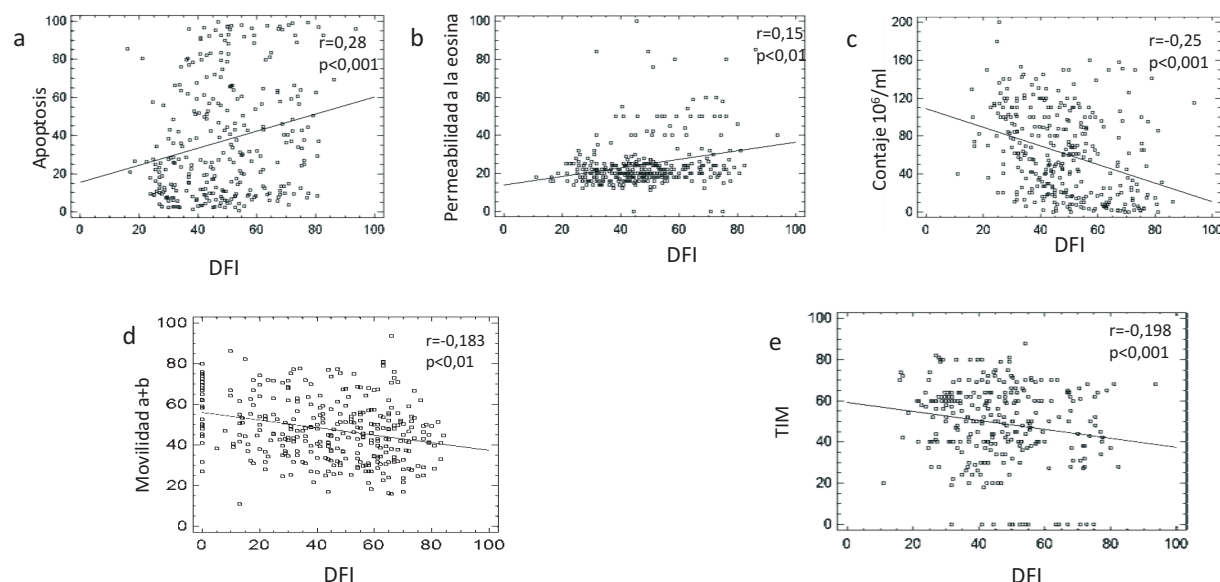 a
r=0,28
p<0,001
Apoptosis
100
80
60
40
20
0
0 20 40 60 80 100
DFI
b
r=0,15
p<0,01
Permeabilidad a la eosina
100
80
60
40
20
0
0 20 40 60 80 100
DFI
c
r=-0,25
p<0,001
Contaje 10⁶/ml
200
160
120
80
40
0
0 20 40 60 80 100
DFI
d
r=-0,183
p<0,01
Moviliidad a+b
100
80
60
40
20
0
0 20 40 60 80 100
DFI
e
r=-0,198
p<0,001
TIM
100
80
60
40
20
0
0 20 40 60 80 100
DFI